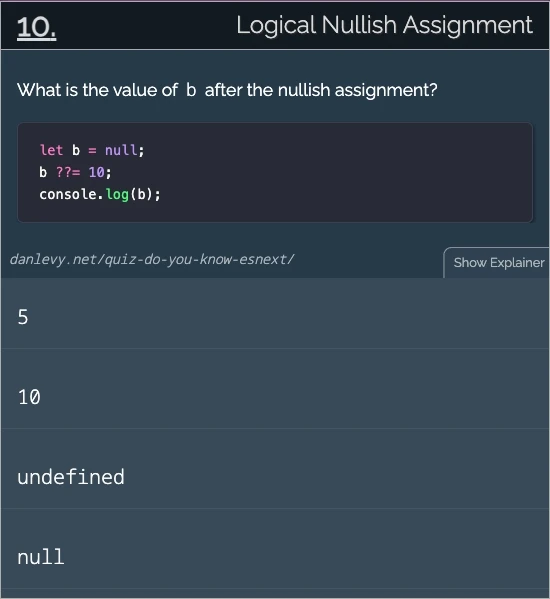 10.
Logical Nullish Assignment
What is the value of b after the nullish assignment?
let b = null;
b ??= 10;
console.log(b);
danlevy.net/quiz-do-you-know-esnext/
Show Explainer
5
10
undefined
null